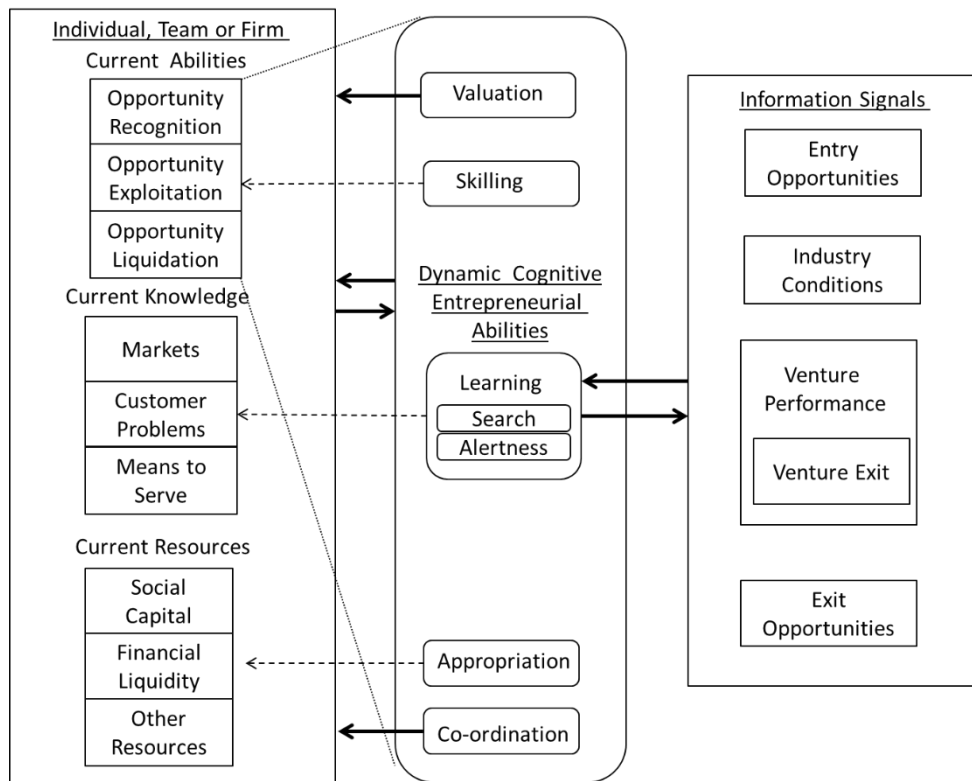 Individual, Team or Firm
Current Abilities
Opportunity
Recognition
Opportunity
Exploitation
Opportunity
Liquidation
Current Knowledge
Markets
Customer
Problems
Means to
Serve
Current Resources
Social
Capital
Financial
Liquidity
Other
Resources
Valuation
Skilling
Dynamic Cognitive
Entrepreneurial
Abilities
Learning
Search
Alertness
Appropriation
Co-ordination
Information Signals
Entry
Opportunities
Industry
Conditions
Venture
Performance
Venture Exit
Exit
Opportunities